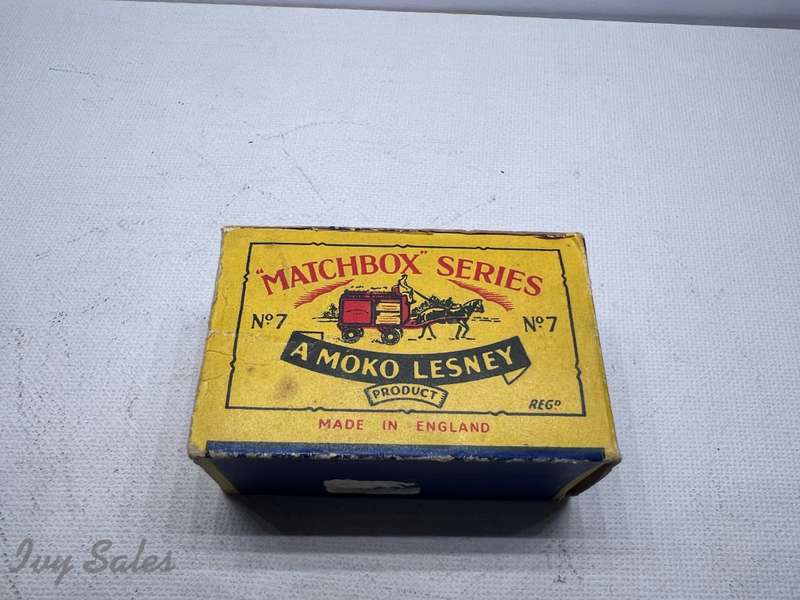 "MATCHBOX" SERIES
Nº7 Nº7
A MOKO LESNEY
PRODUCT
REGD
MADE IN ENGLAND
Ivy Sales